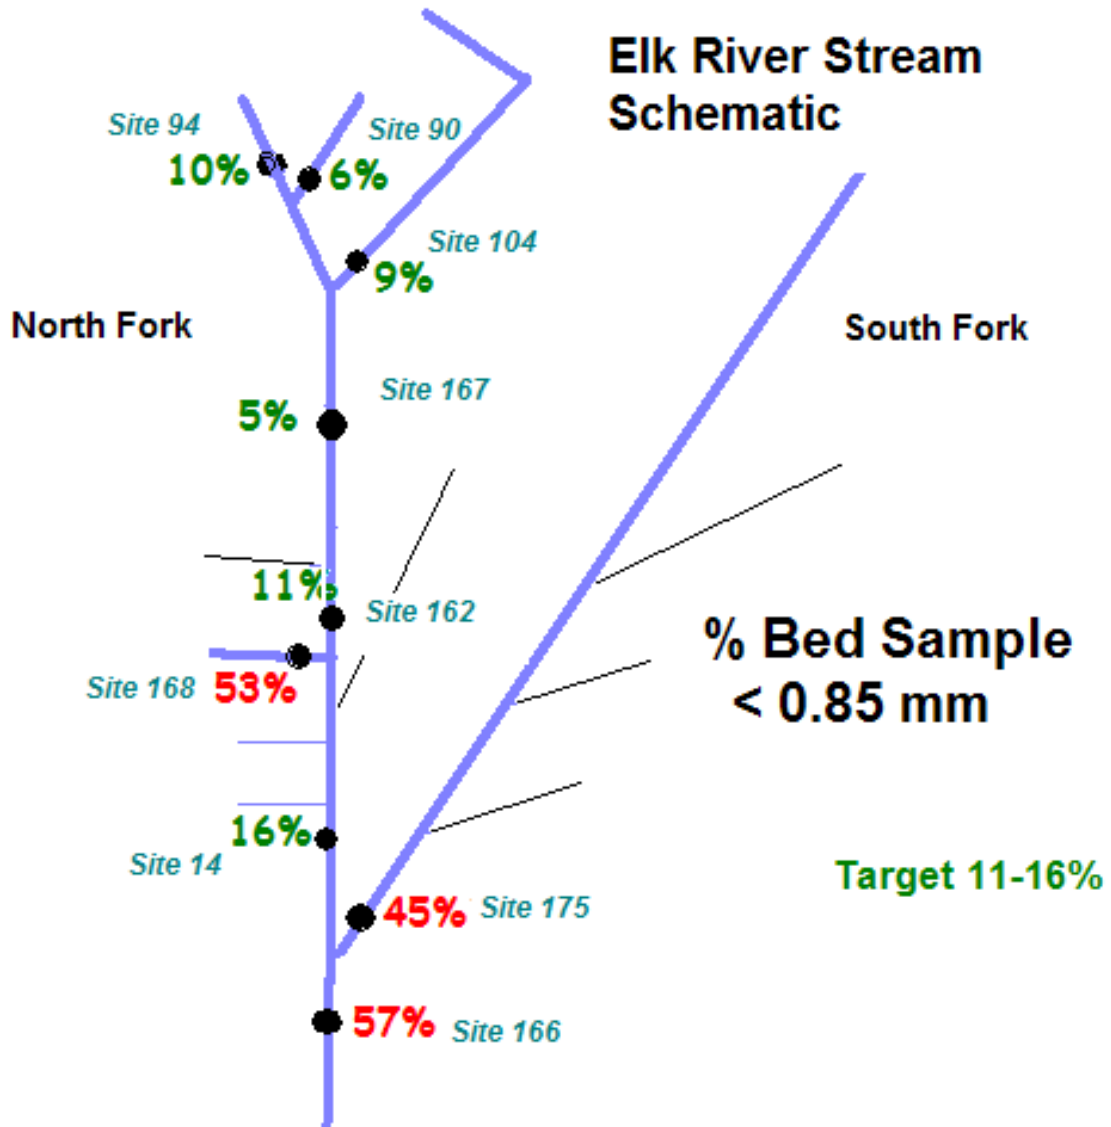 Elk River Stream
Schematic
Site 94
Site 90
10%
6%
Site 104
9%
North Fork
South Fork
Site 167
5%
11%
Site 162
% Bed Sample
< 0.85 mm
Site 168
53%
16%
Site 14
Target 11-16%
45%
Site 175
57%
Site 166